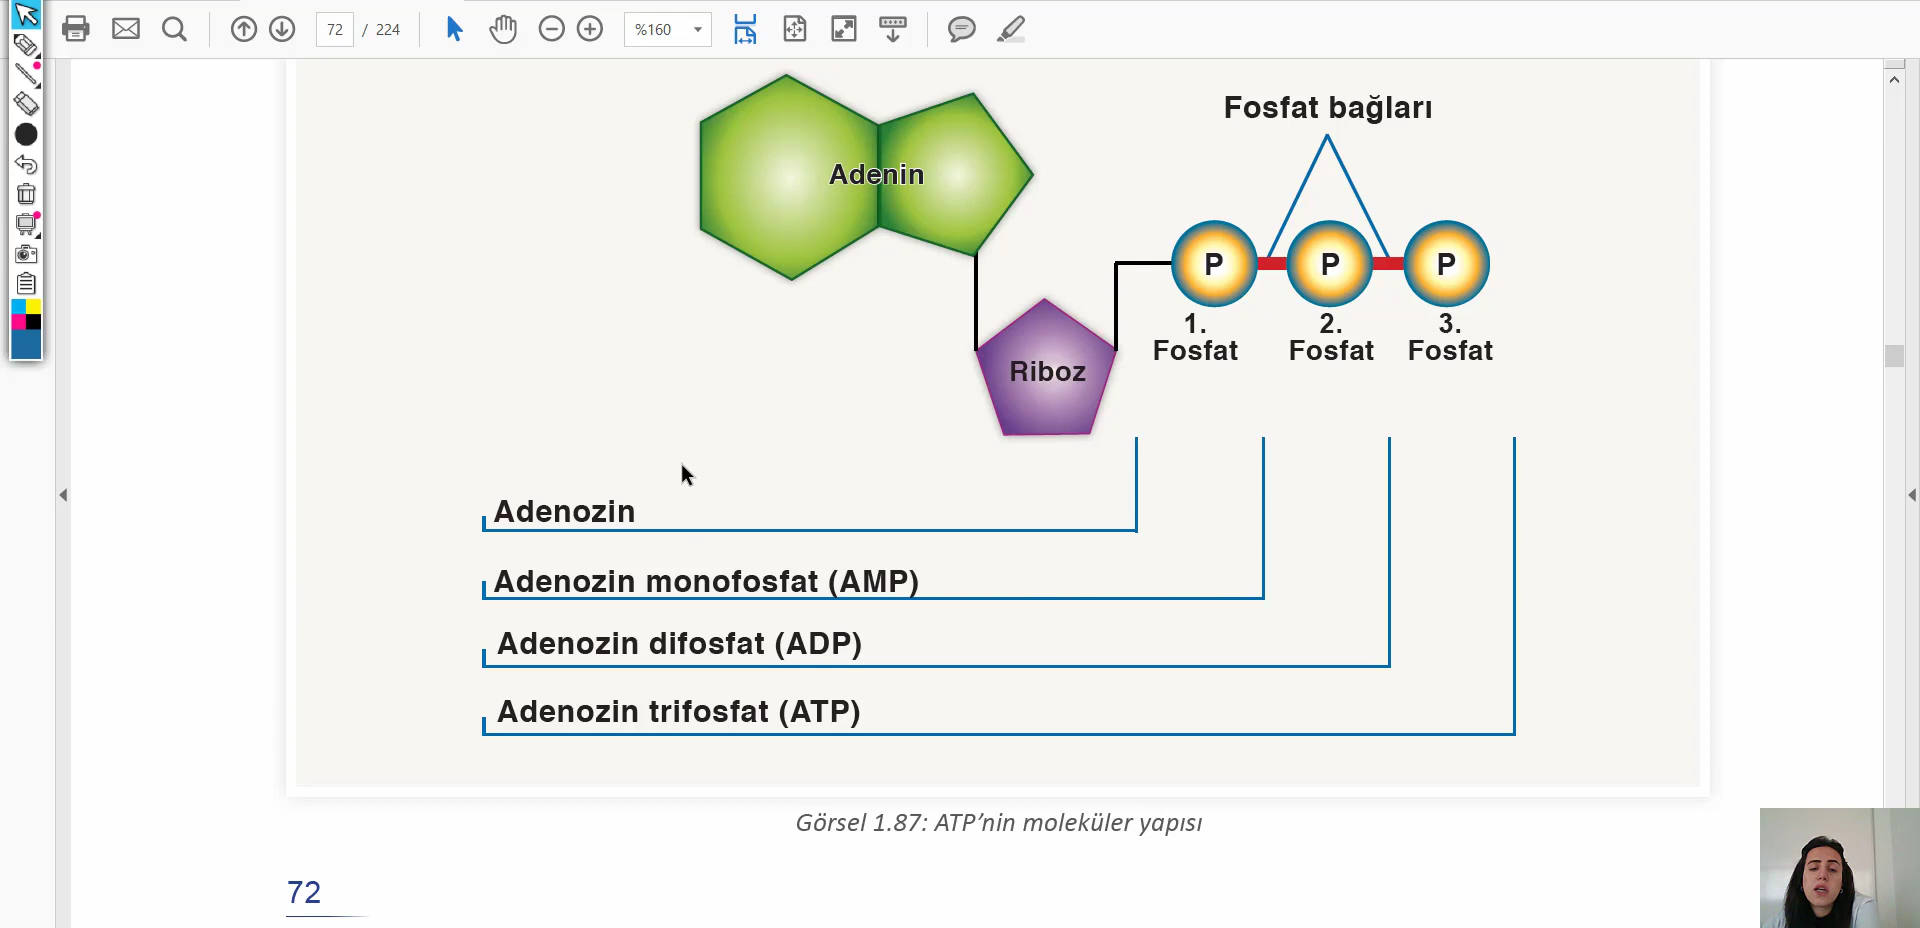 72 / 224
%160
Fosfat bağları
Adenin
P P P
1. 2. 3.
Fosfat Fosfat Fosfat
Riboz
Adenozin
Adenozin monofosfat (AMP)
Adenozin difosfat (ADP)
Adenozin trifosfat (ATP)
Görsel 1.87: ATP’nin moleküler yapısı
72